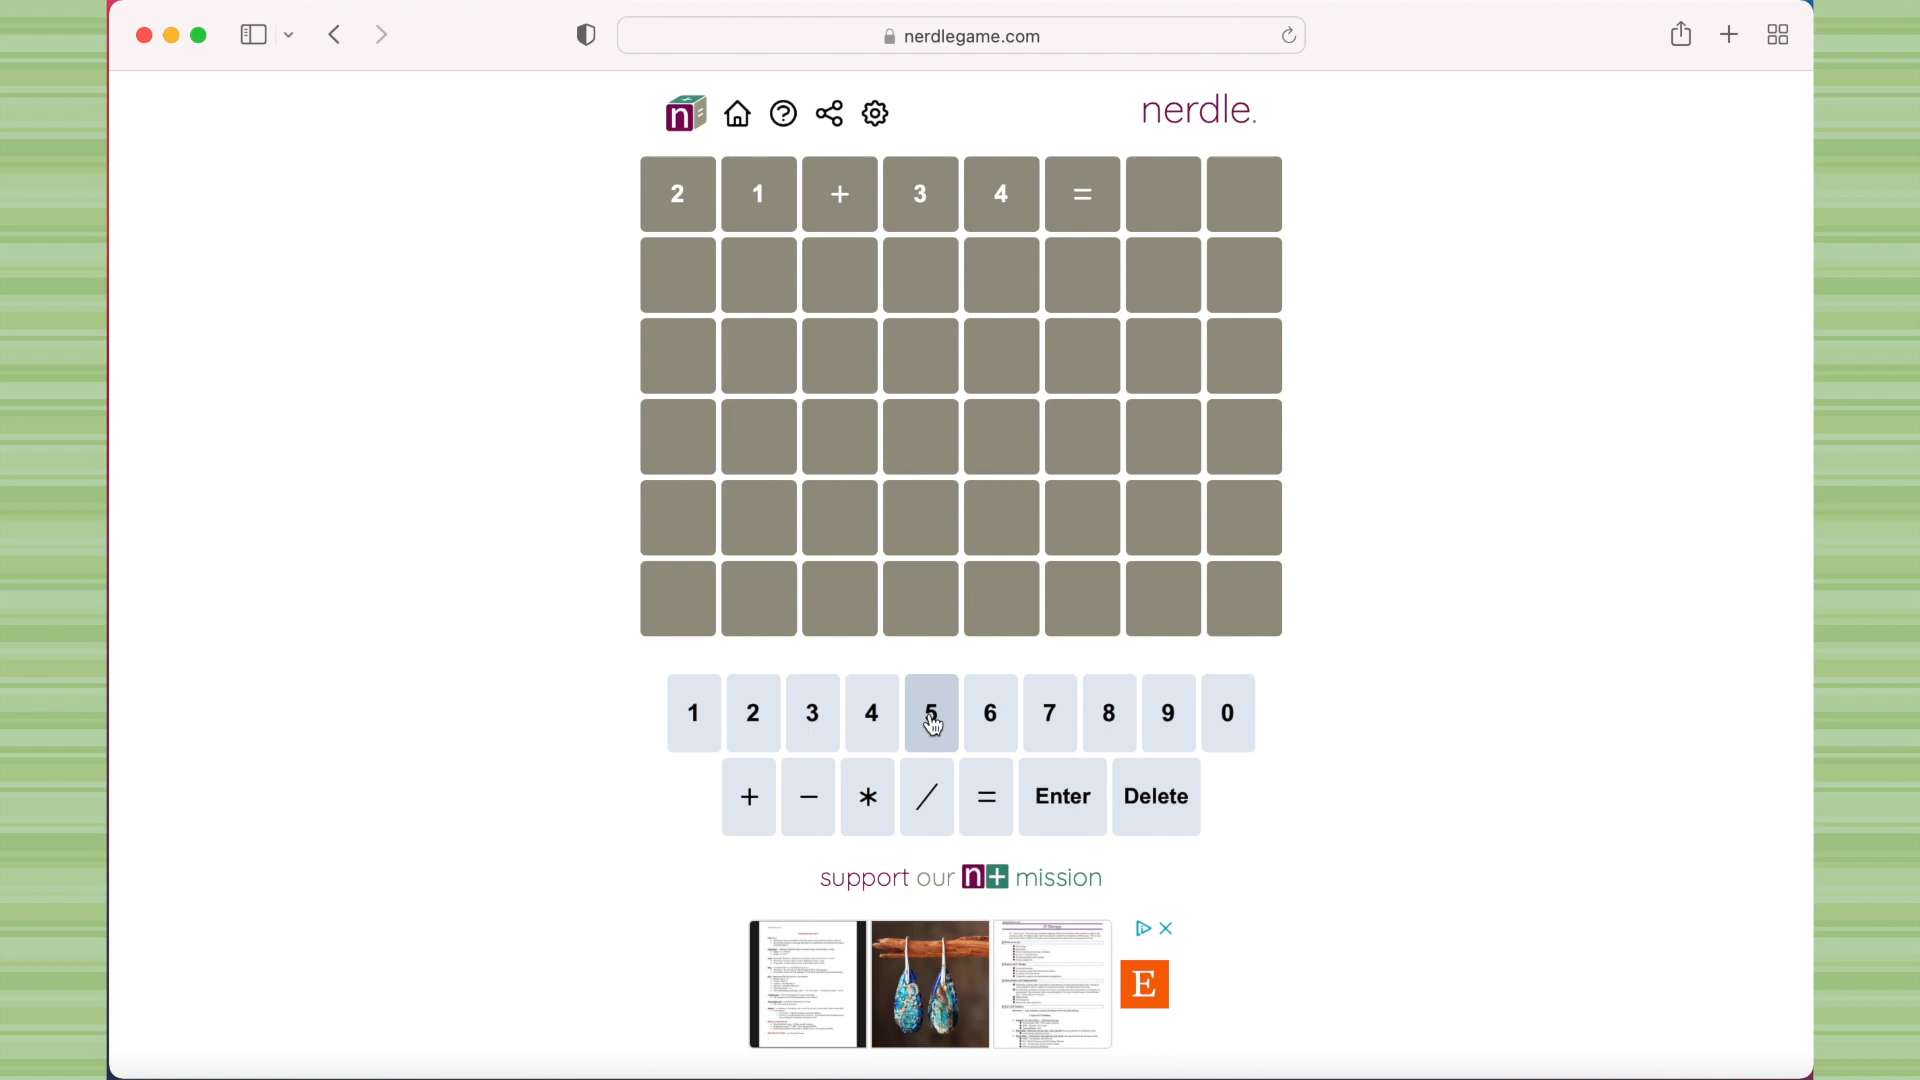 nerdlegame.com
n nerdle.
2 1 + 3 4 =
1 2 3 4 5 6 7 8 9 0
+ - * / = Enter Delete
support our n+ mission
E